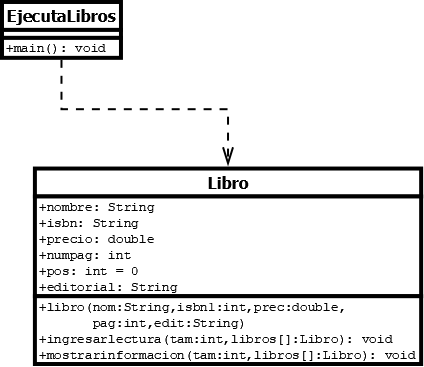 EjecutaLibros
+main(): void
Libro
+nombre: String
+isbn: String
+precio: double
+numpag: int
+pos: int = 0
+editorial: String
+libro(nom:String,isbnl:int,prec:double,
pag:int,edit:String)
+ingresarlectura(tam:int,libros[]:Libro): void
+mostrarinformacion(tam:int,libros[]:Libro): void